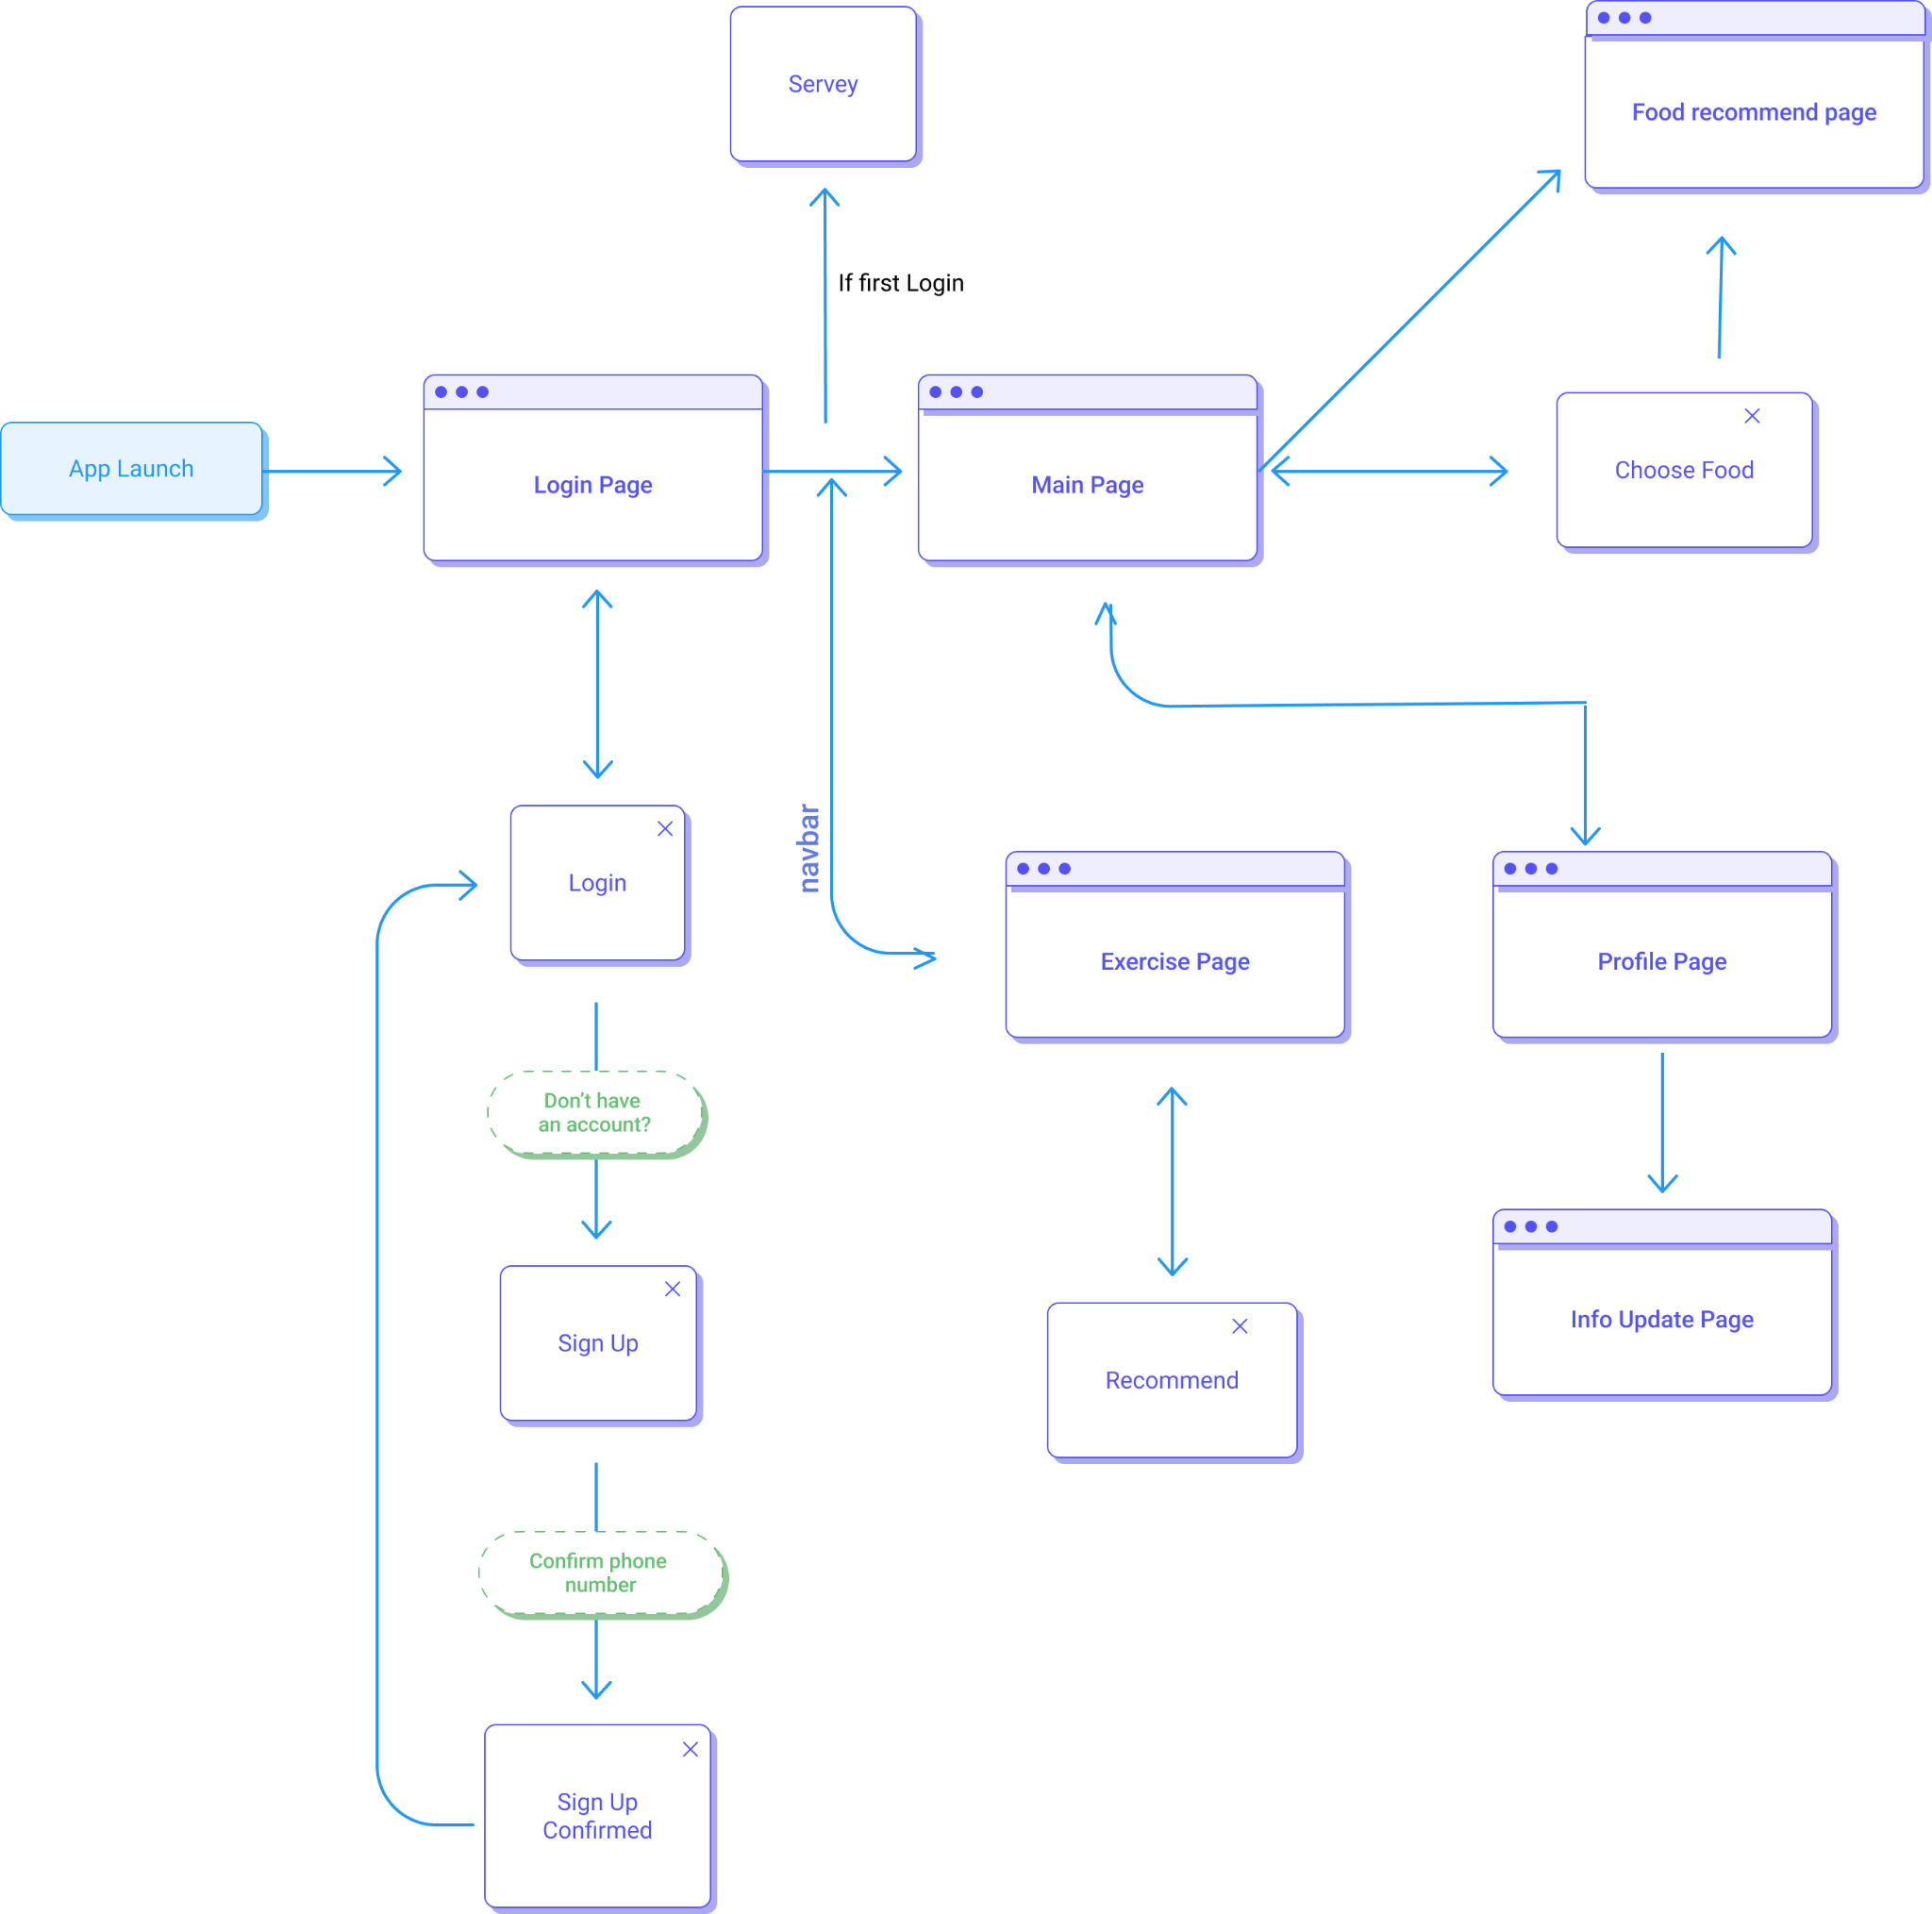 Servey
Food recommend page
If first Login
App Launch
Login Page
Main Page
Choose Food
navbar
Login
Exercise Page
Profile Page
Don't have
an account?
Sign Up
Info Update Page
Recommend
Confirm phone
number
Sign Up
Confirmed